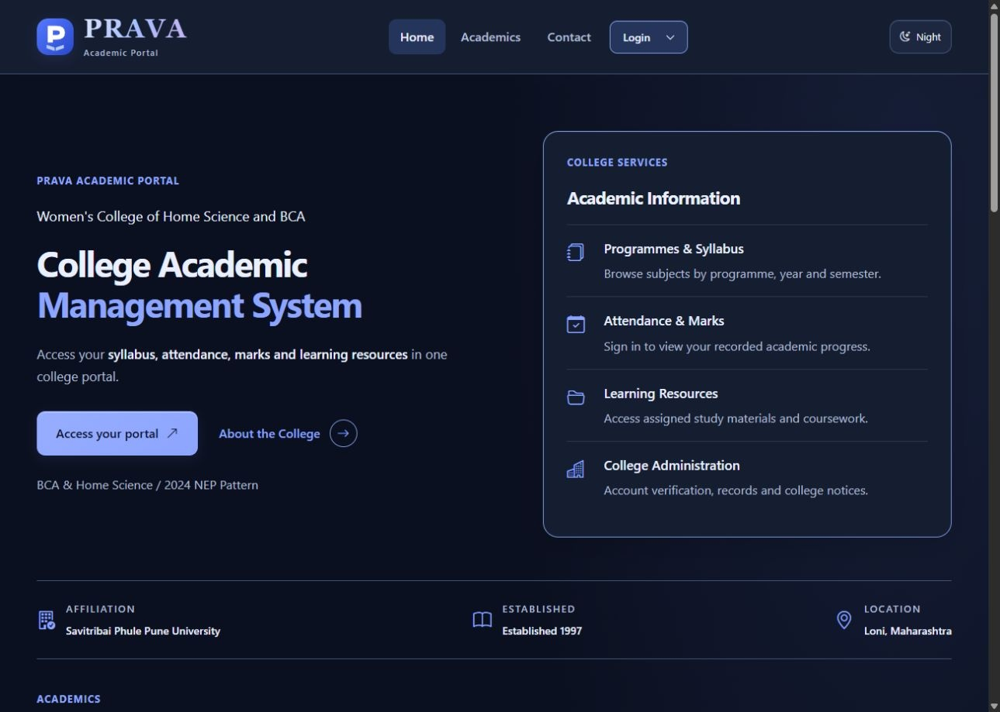 PRAVA
Academic Portal
Home
Academics
Contact
Login
Night
PRAVA ACADEMIC PORTAL
Women's College of Home Science and BCA
College Academic
Management System
Access your syllabus, attendance, marks and learning resources in one
college portal.
Access your portal
About the College
BCA & Home Science / 2024 NEP Pattern
COLLEGE SERVICES
Academic Information
Programmes & Syllabus
Browse subjects by programme, year and semester.
Attendance & Marks
Sign in to view your recorded academic progress.
Learning Resources
Access assigned study materials and coursework.
College Administration
Account verification, records and college notices.
AFFILIATION
Savitribai Phule Pune University
ESTABLISHED
Established 1997
LOCATION
Loni, Maharashtra
ACADEMICS